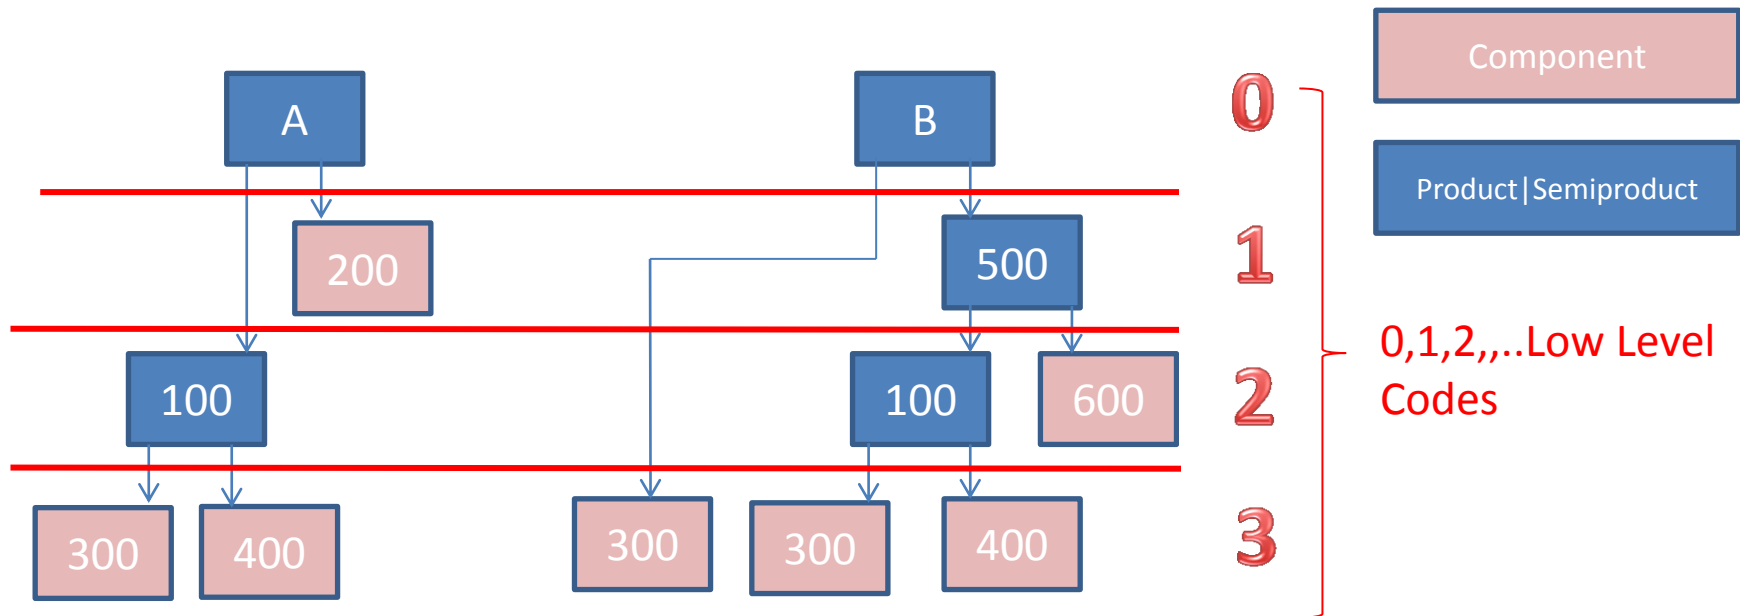 Component
A
B
0
Product|Semiproduct
200
500
1
0,1,2,,..Low Level
Codes
100
100
600
2
300
400
300
300
400
3